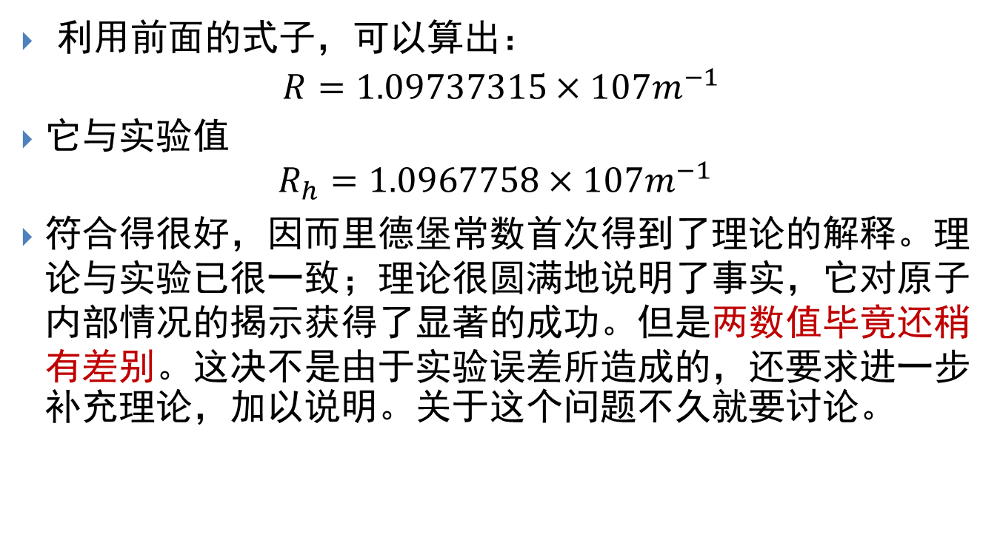 利用前面的式子，可以算出：
R = 1.09737315 × 107m⁻¹
它与实验值
Rₕ = 1.0967758 × 107m⁻¹
符合得很好，因而里德堡常数首次得到了理论的解释。理
论与实验已很一致；理论很圆满地说明了事实，它对原子
内部情况的揭示获得了显著的成功。但是两数值毕竟还稍
有差别。这决不是由于实验误差所造成的，还要求进一步
补充理论，加以说明。关于这个问题不久就要讨论。